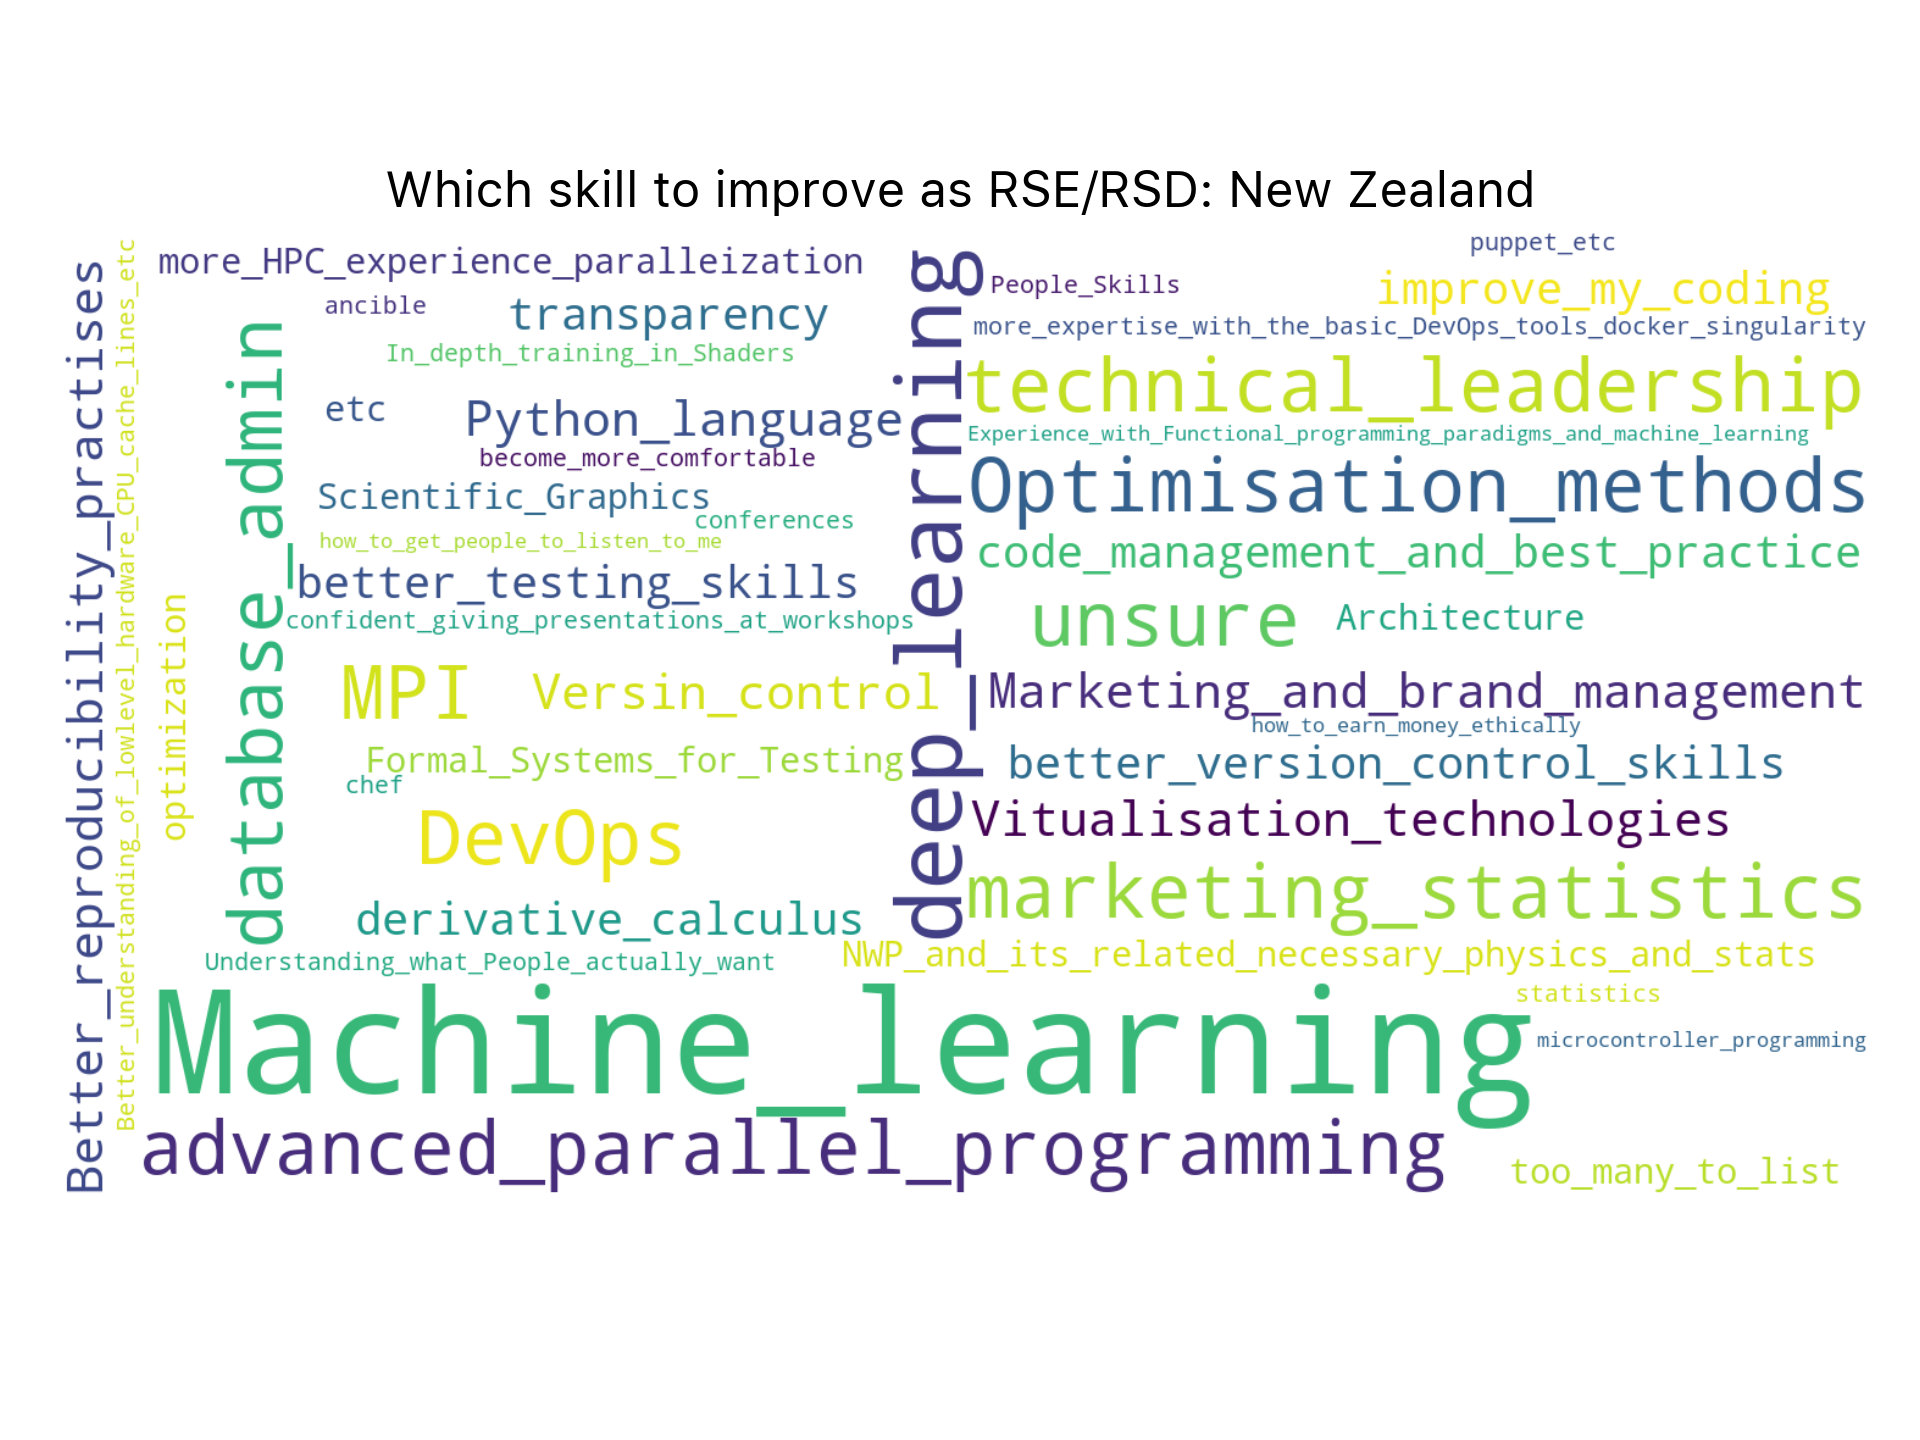 Which skill to improve as RSE/RSD: New Zealand
Better_reproducibility_practises
Better_understanding_of_lowlevel_hardware_CPU_cache_lines_etc
optimization
database_admin
more_HPC_experience_paralleization
ancible
transparency
In_depth_training_in_Shaders
etc
Python_language
become_more_comfortable
Scientific_Graphics
conferences
how_to_get_people_to_listen_to_me
better_testing_skills
confident_giving_presentations_at_workshops
MPI
Versin_control
Formal_Systems_for_Testing
chef
DevOps
derivative_calculus
Understanding_what_People_actually_want
deep_learning
puppet_etc
People_Skills
improve_my_coding
more_expertise_with_the_basic_DevOps_tools_docker_singularity
technical_leadership
Experience_with_Functional_programming_paradigms_and_machine_learning
Optimisation_methods
code_management_and_best_practice
unsure
Architecture
Marketing_and_brand_management
how_to_earn_money_ethically
better_version_control_skills
Vitualisation_technologies
marketing_statistics
NWP_and_its_related_necessary_physics_and_stats
statistics
Machine_learning
microcontroller_programming
advanced_parallel_programming
too_many_to_list